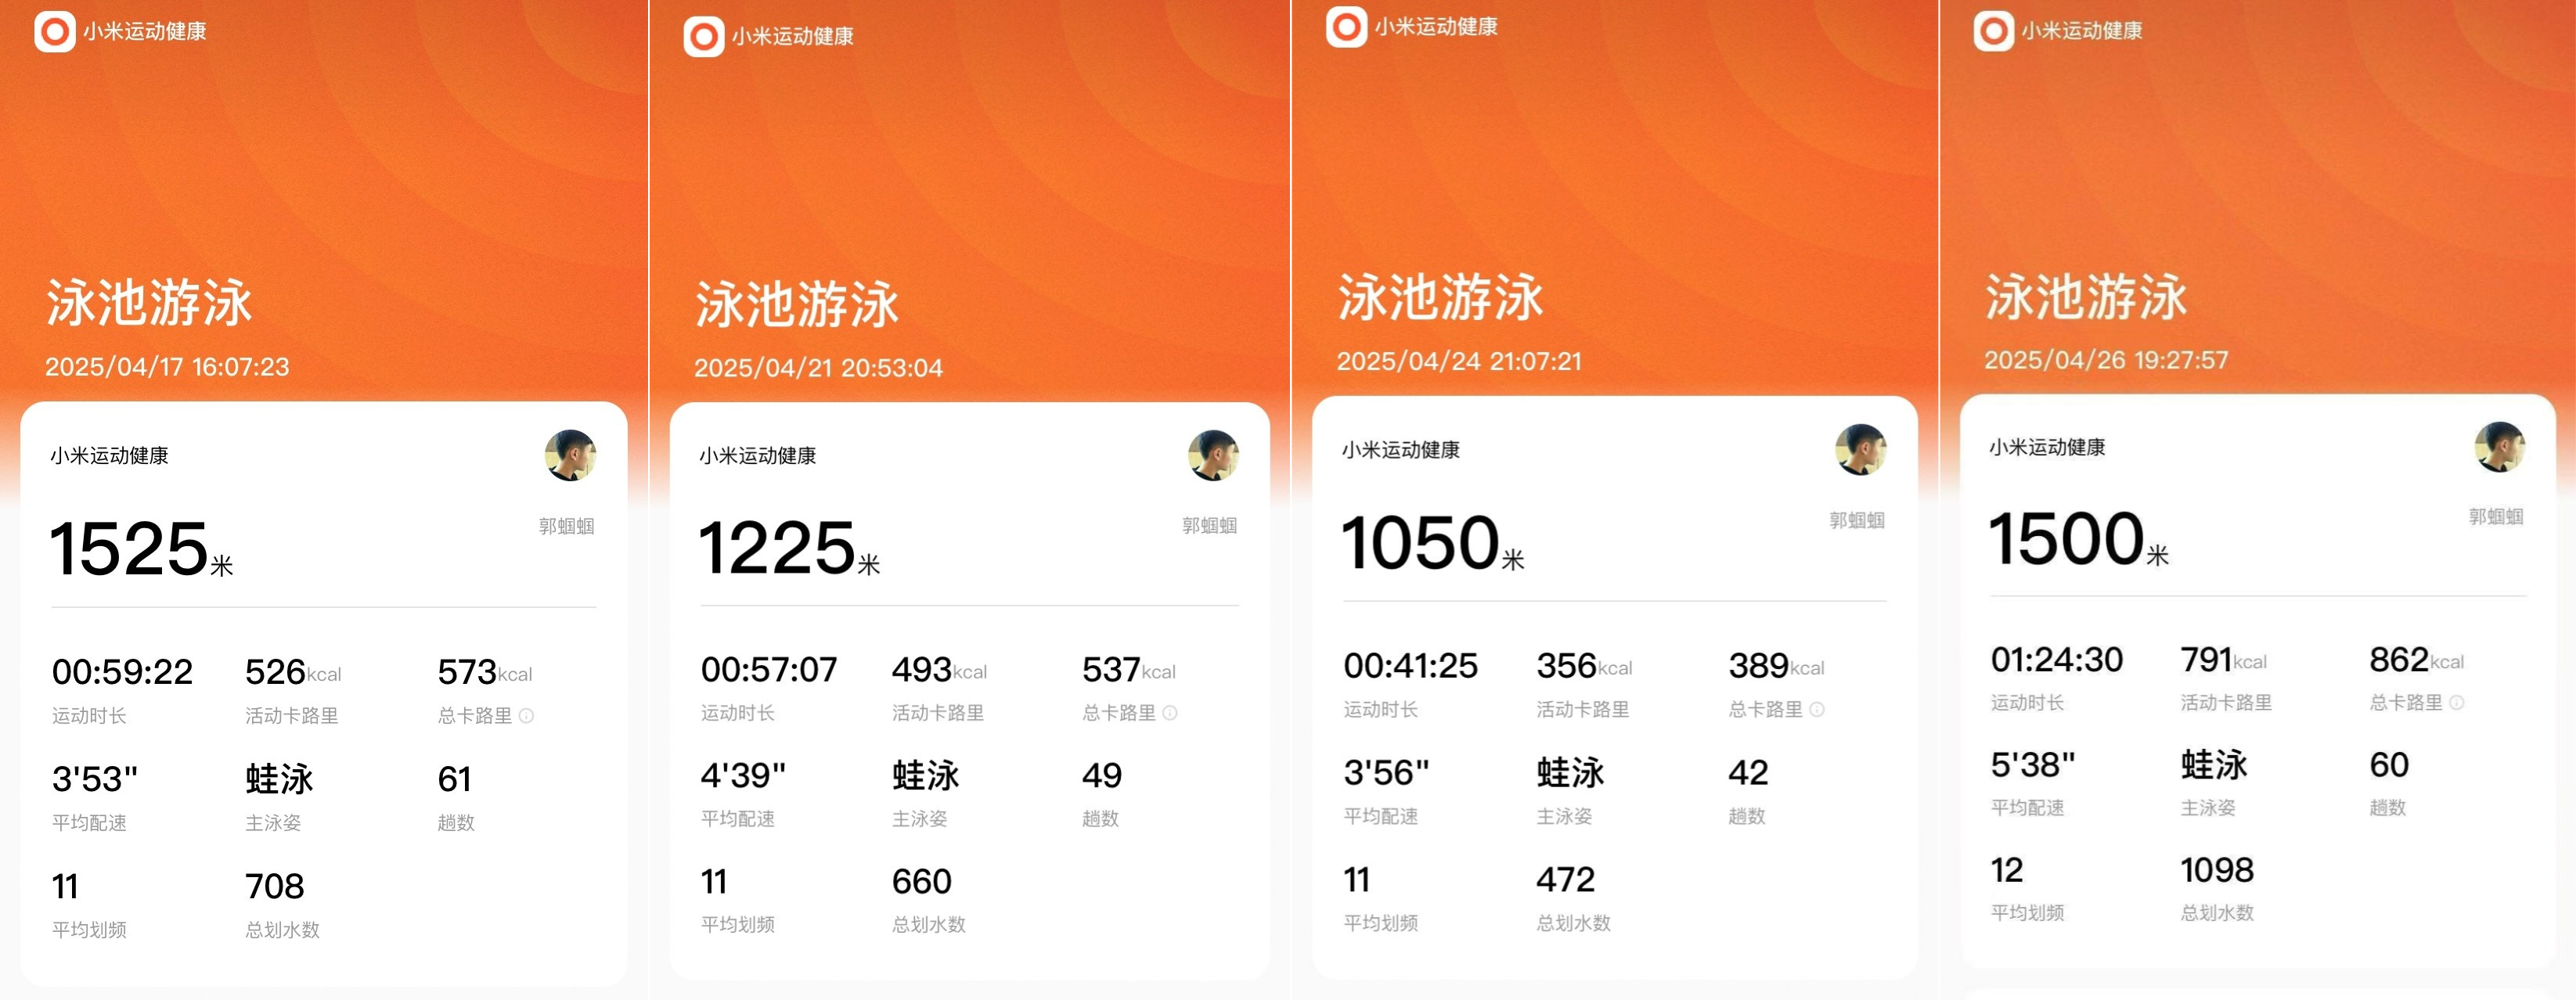 小米运动健康
泳池游泳
2025/04/17 16:07:23
小米运动健康
郭蝈蝈
1525米
00:59:22 526kcal 573kcal
运动时长 活动卡路里 总卡路里
3'53" 蛙泳 61
平均配速 主泳姿 趟数
11 708
平均划频 总划水数
小米运动健康
泳池游泳
2025/04/21 20:53:04
小米运动健康
郭蝈蝈
1225米
00:57:07 493kcal 537kcal
运动时长 活动卡路里 总卡路里
4'39" 蛙泳 49
平均配速 主泳姿 趟数
11 660
平均划频 总划水数
小米运动健康
泳池游泳
2025/04/24 21:07:21
小米运动健康
郭蝈蝈
1050米
00:41:25 356kcal 389kcal
运动时长 活动卡路里 总卡路里
3'56" 蛙泳 42
平均配速 主泳姿 趟数
11 472
平均划频 总划水数
小米运动健康
泳池游泳
2025/04/26 19:27:57
小米运动健康
郭蝈蝈
1500米
01:24:30 791kcal 862kcal
运动时长 活动卡路里 总卡路里
5'38" 蛙泳 60
平均配速 主泳姿 趟数
12 1098
平均划频 总划水数